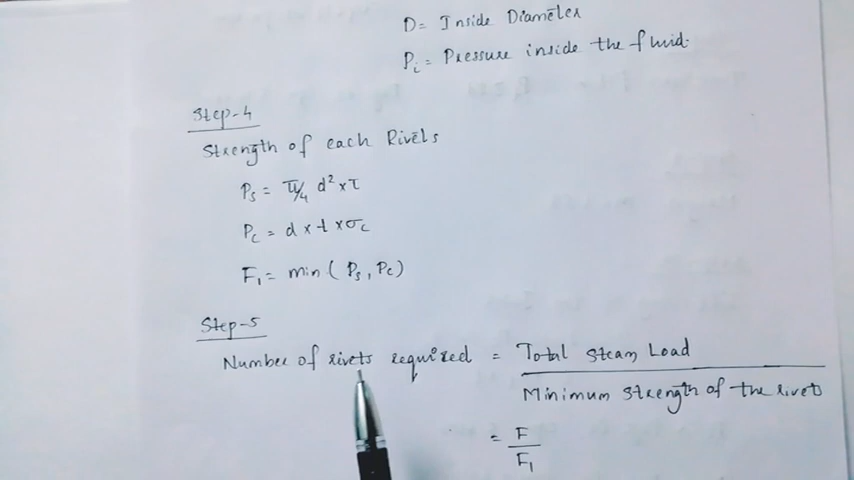 D = Inside Diameter
Pi = Pressure inside the fluid.
Step-4
Strength of each Rivets
Ps = π/4 d² × τ
Pc = d × t × σc
F1 = min ( Ps, Pc)
Step-5
Number of rivets required = Total Steam Load
Minimum Strength of the rivet
= F
F1